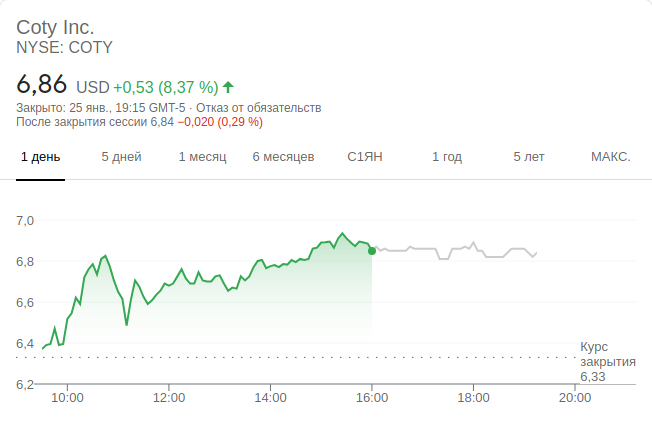 Coty Inc.
NYSE: COTY
6,86 USD +0,53 (8,37 %)
Закрыто: 25 янв., 19:15 GMT-5 · Отказ от обязательств
После закрытия сессии 6,84 −0,020 (0,29 %)
1 день 5 дней 1 месяц 6 месяцев С1ЯН 1 год 5 лет МАКС.
7,0
6,8
6,6
6,4
Курс
закрытия
6,33
6,2
10:00 12:00 14:00 16:00 18:00 20:00